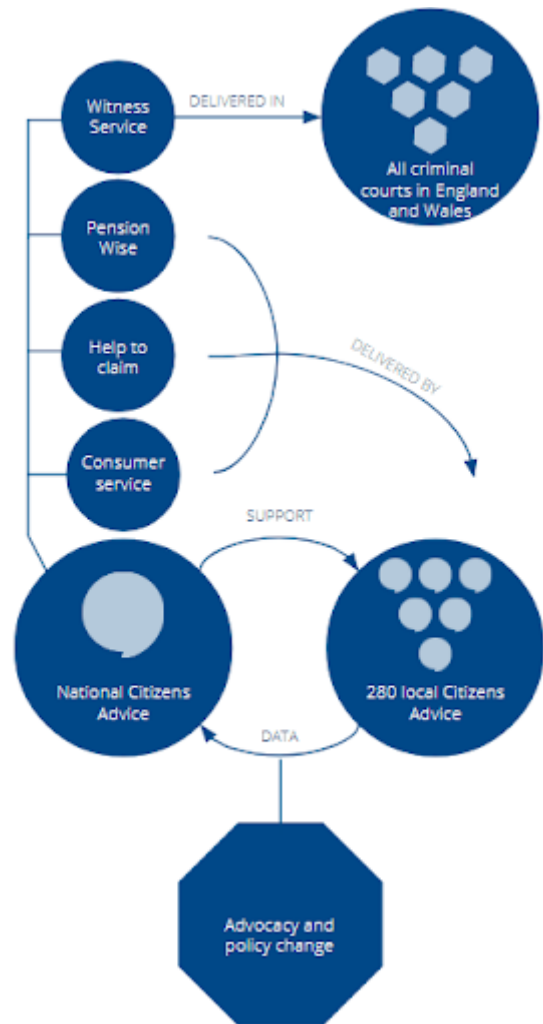 Witness
Service
DELIVERED IN
All criminal
courts in England
and Wales
Pension
Wise
Help to
claim
DELIVERED BY
Consumer
service
SUPPORT
National Citizens
Advice
280 local Citizens
Advice
DATA
Advocacy and
policy change